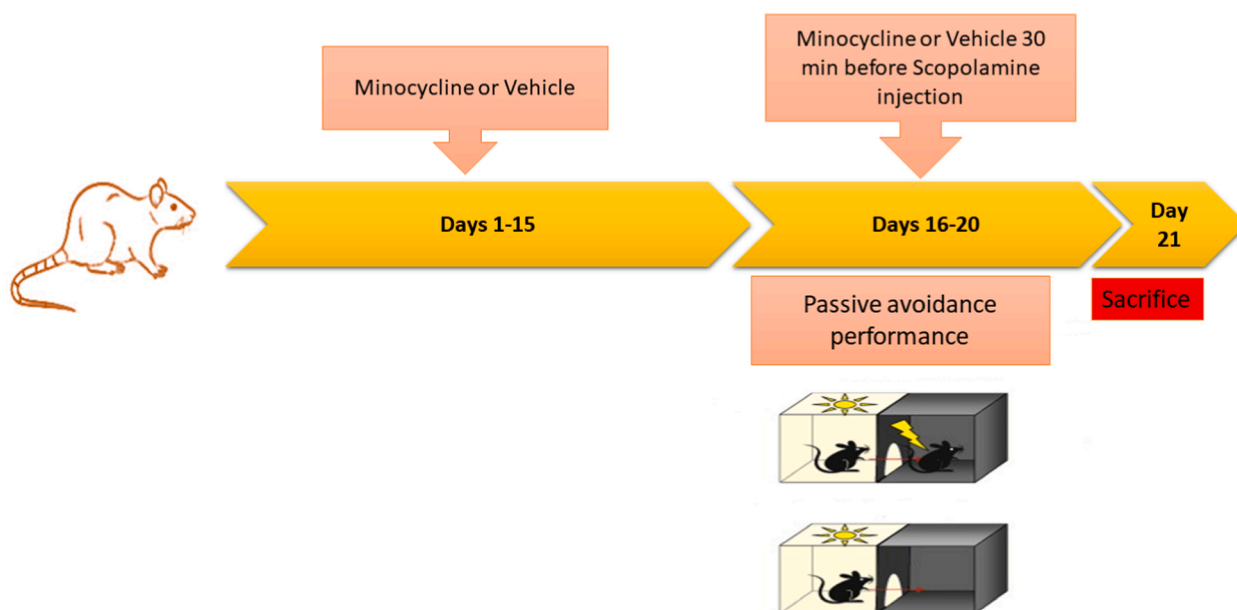 Minocycline or Vehicle
Minocycline or Vehicle 30
min before Scopolamine
injection
Days 1-15
Days 16-20
Day
21
Passive avoidance
performance
Sacrifice